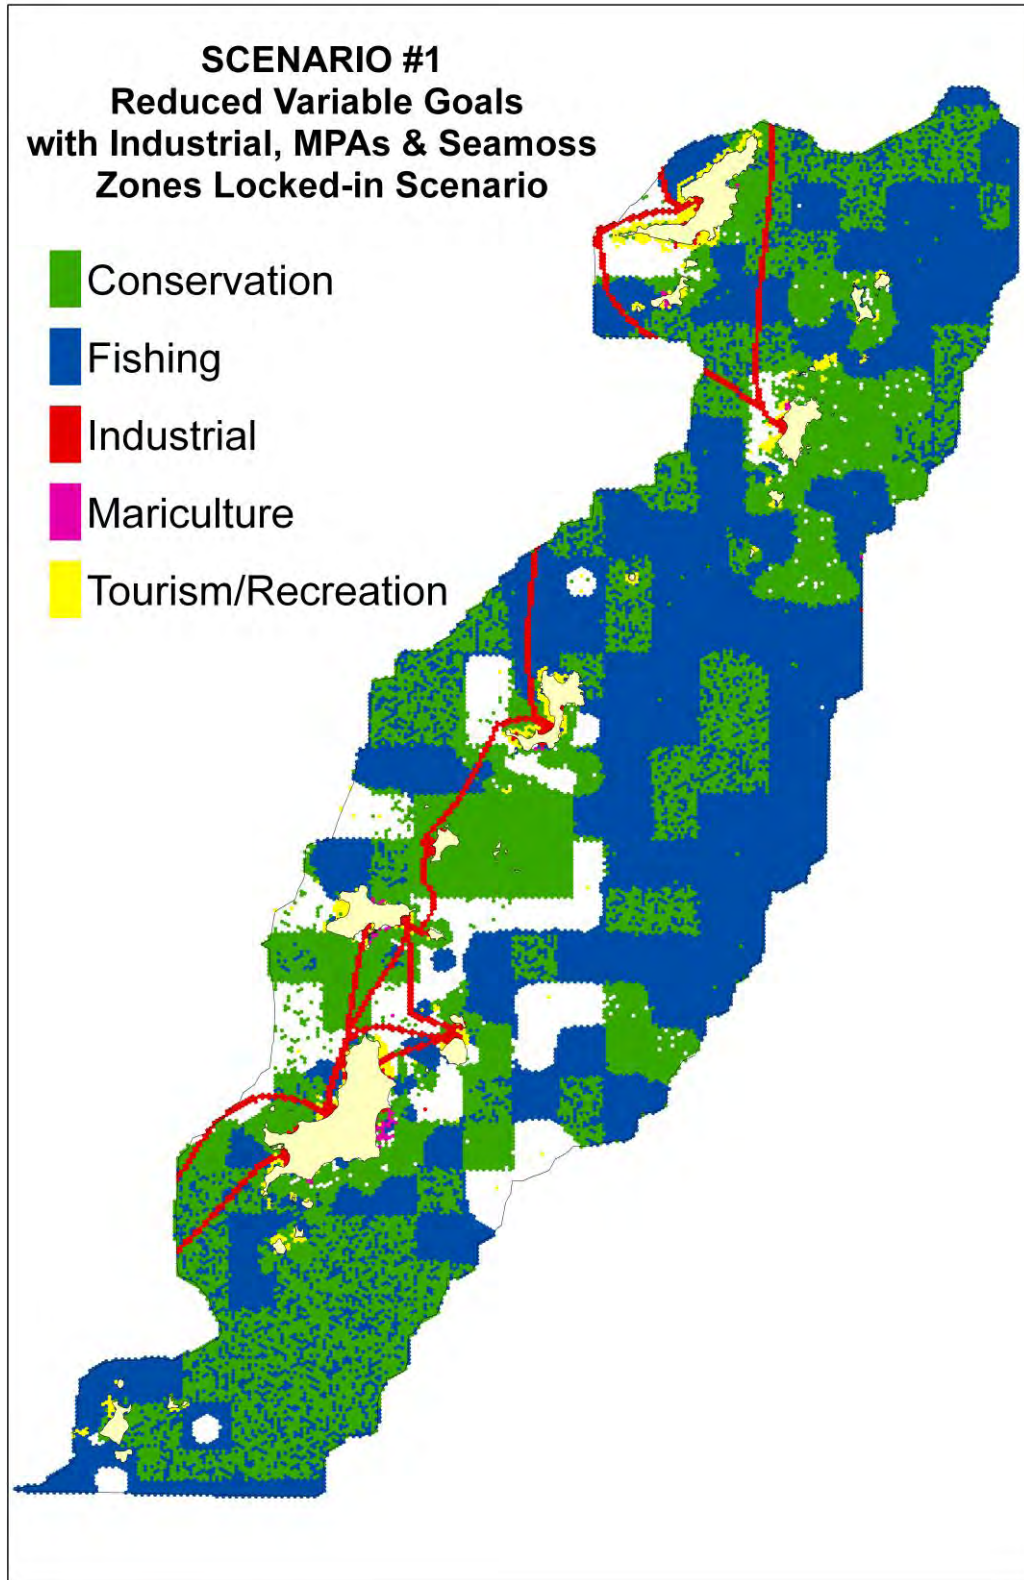 SCENARIO #1
Reduced Variable Goals
with Industrial, MPAs & Seamoss
Zones Locked-in Scenario
Conservation
Fishing
Industrial
Mariculture
Tourism/Recreation